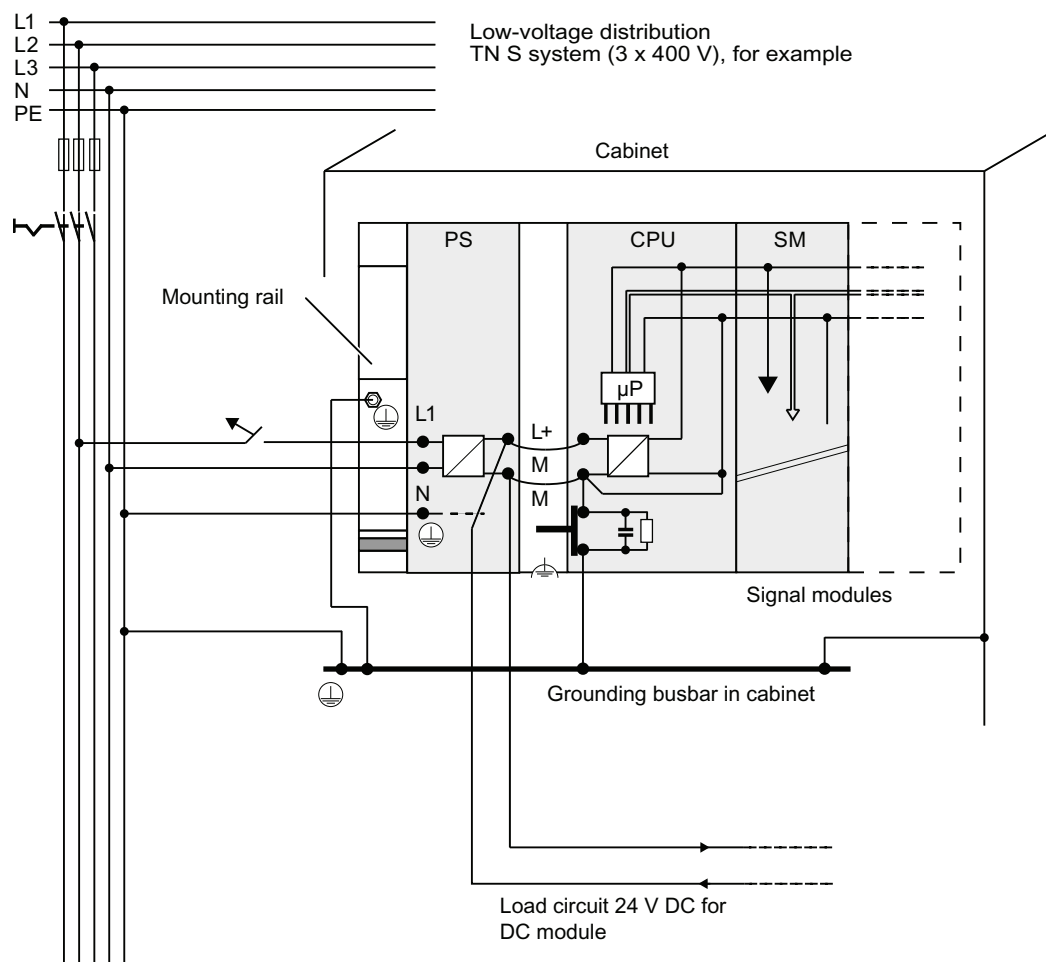 L1
L2
L3
N
PE
Low-voltage distribution
TN S system (3 x 400 V), for example
Cabinet
PS
CPU
SM
Mounting rail
µP
L1
L+
M
N
M
Signal modules
Grounding busbar in cabinet
Load circuit 24 V DC for
DC module